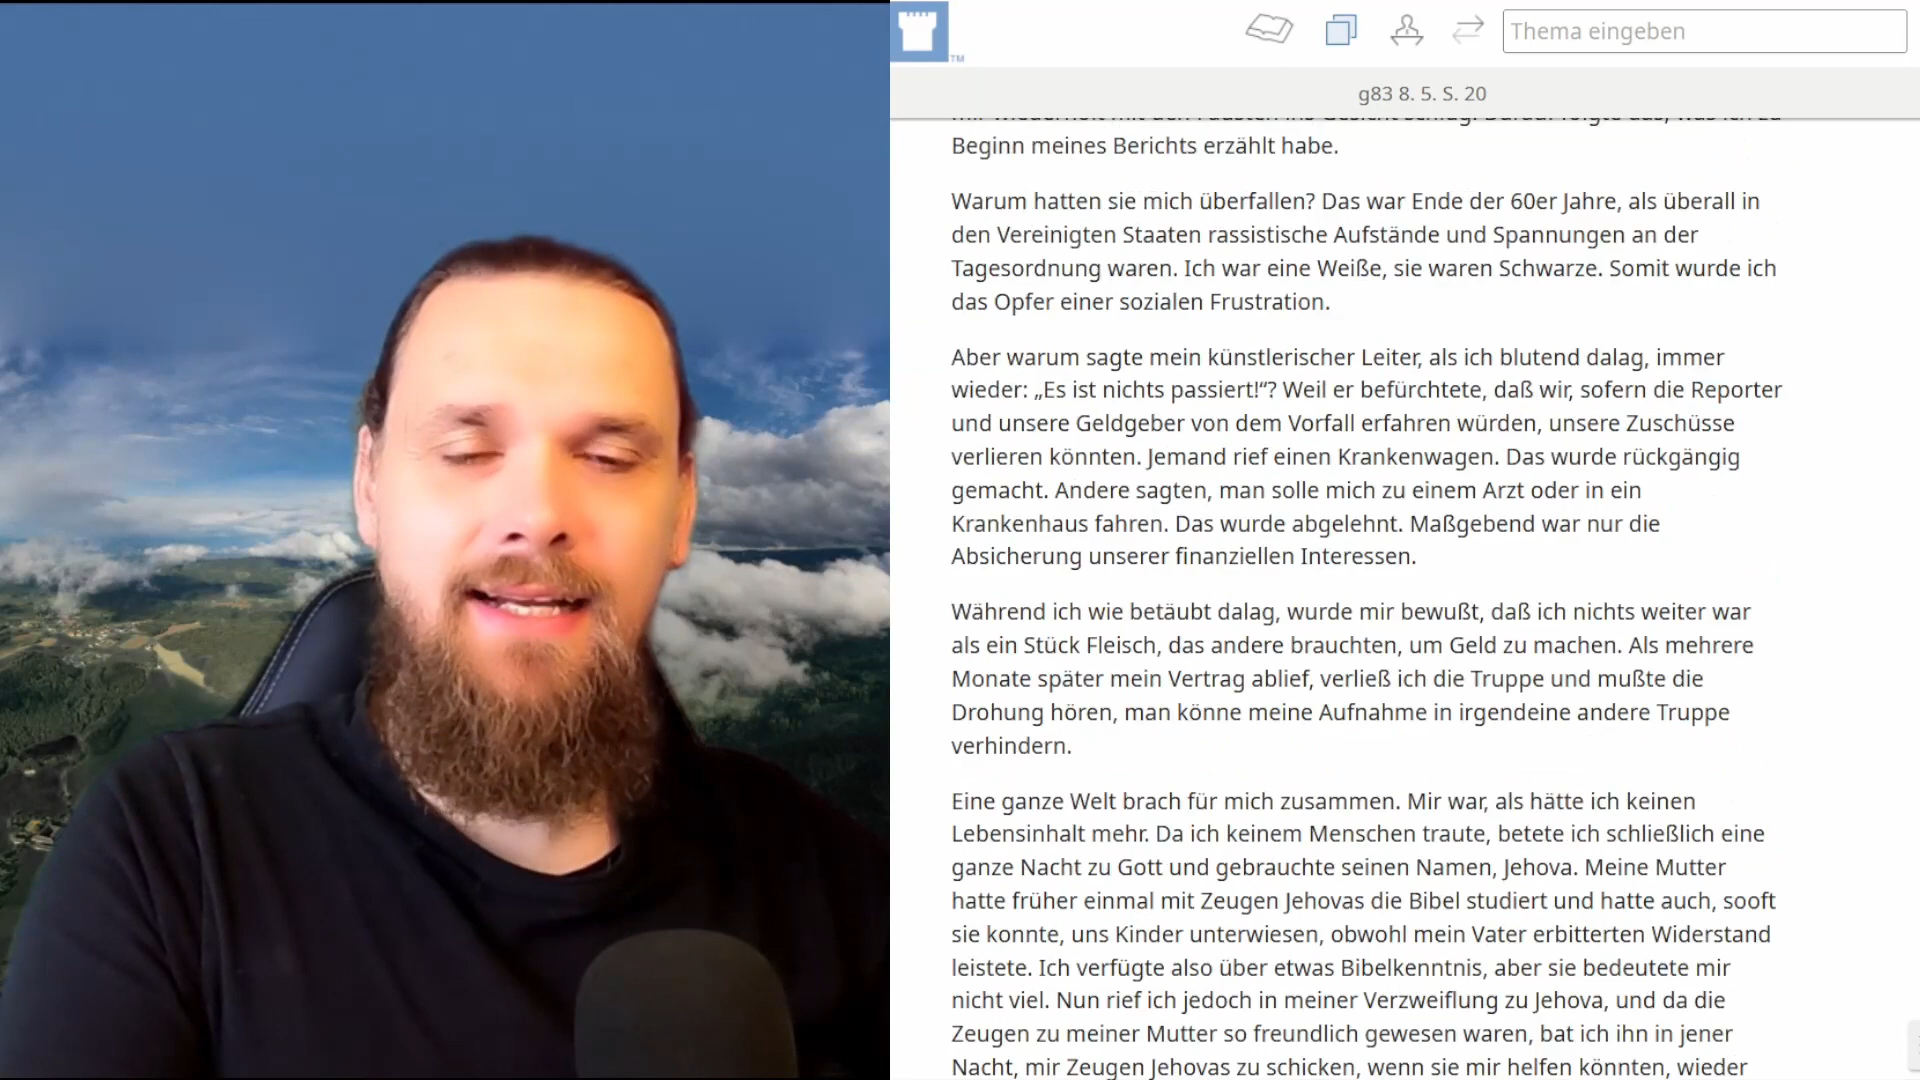 Thema eingeben
TM
g83 8. 5. S. 20
Beginn meines Berichts erzählt habe.
Warum hatten sie mich überfallen? Das war Ende der 60er Jahre, als überall in
den Vereinigten Staaten rassistische Aufstände und Spannungen an der
Tagesordnung waren. Ich war eine Weiße, sie waren Schwarze. Somit wurde ich
das Opfer einer sozialen Frustration.
Aber warum sagte mein künstlerischer Leiter, als ich blutend dalag, immer
wieder: „Es ist nichts passiert!“? Weil er befürchtete, daß wir, sofern die Reporter
und unsere Geldgeber von dem Vorfall erfahren würden, unsere Zuschüsse
verlieren könnten. Jemand rief einen Krankenwagen. Das wurde rückgängig
gemacht. Andere sagten, man solle mich zu einem Arzt oder in ein
Krankenhaus fahren. Das wurde abgelehnt. Maßgebend war nur die
Absicherung unserer finanziellen Interessen.
Während ich wie betäubt dalag, wurde mir bewußt, daß ich nichts weiter war
als ein Stück Fleisch, das andere brauchten, um Geld zu machen. Als mehrere
Monate später mein Vertrag ablief, verließ ich die Truppe und mußte die
Drohung hören, man könne meine Aufnahme in irgendeine andere Truppe
verhindern.
Eine ganze Welt brach für mich zusammen. Mir war, als hätte ich keinen
Lebensinhalt mehr. Da ich keinem Menschen traute, betete ich schließlich eine
ganze Nacht zu Gott und gebrauchte seinen Namen, Jehova. Meine Mutter
hatte früher einmal mit Zeugen Jehovas die Bibel studiert und hatte auch, sooft
sie konnte, uns Kinder unterwiesen, obwohl mein Vater erbitterten Widerstand
leistete. Ich verfügte also über etwas Bibelkenntnis, aber sie bedeutete mir
nicht viel. Nun rief ich jedoch in meiner Verzweiflung zu Jehova, und da die
Zeugen zu meiner Mutter so freundlich gewesen waren, bat ich ihn in jener
Nacht, mir Zeugen Jehovas zu schicken, wenn sie mir helfen könnten, wieder